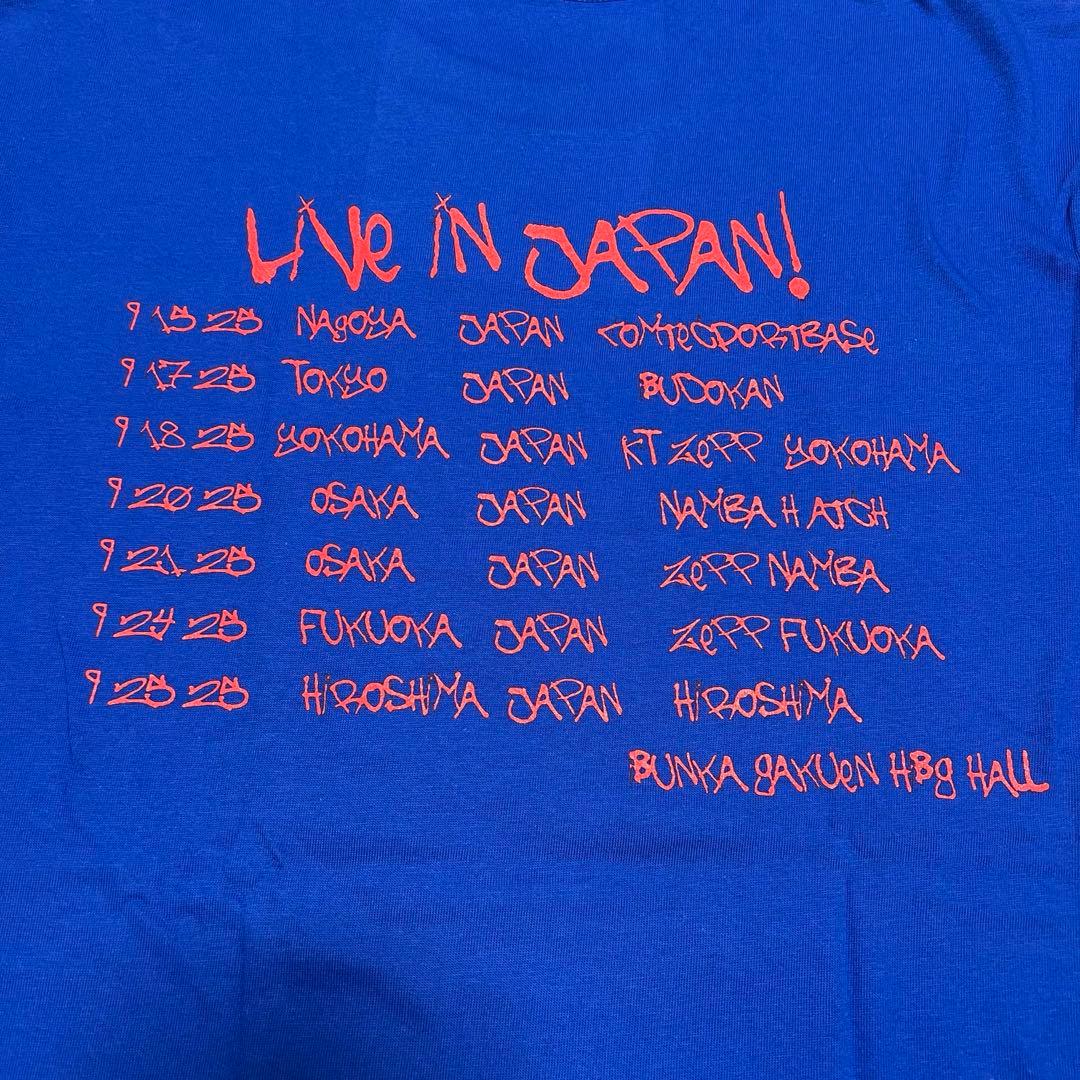 LiVe iN JAPAN!
9 15 25 NAgOYA JAPAN COMTECPORTBASe
9 17 25 TOKYO JAPAN BUDOKAN
9 18 25 YOKOHAMA JAPAN KT ZePP YOKOHAMA
9 20 25 OSAKA JAPAN NAMBA H ATCH
9 21 25 OSAKA JAPAN ZePP NAMBA
9 24 25 FUKUOKA JAPAN ZePP FUKUOKA
9 25 25 HiROSHiMA JAPAN HiROSHiMA
BUNKA gAKUeN HBg HALL